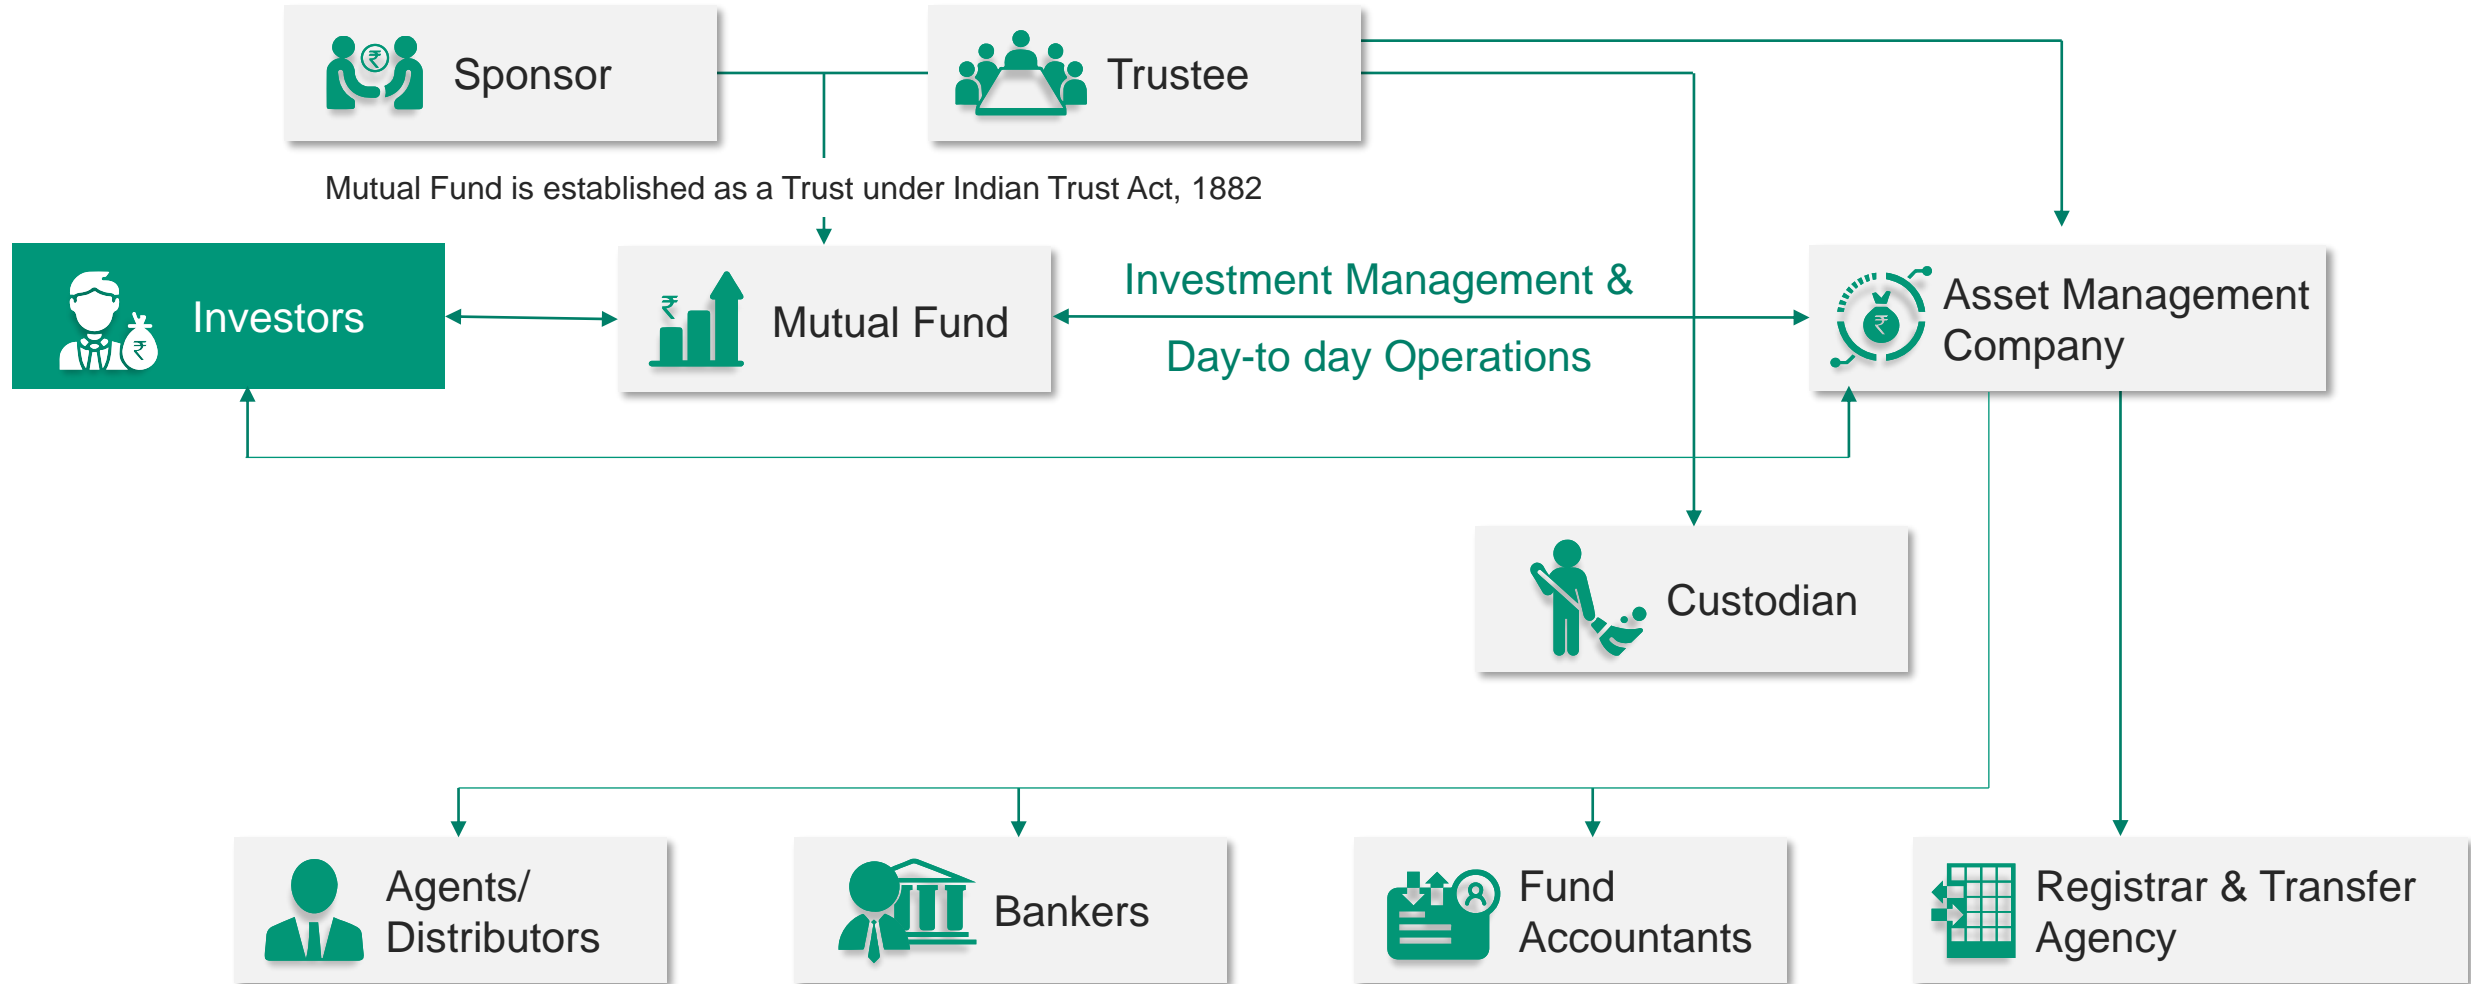 Sponsor
Trustee
Mutual Fund is established as a Trust under Indian Trust Act, 1882
Investors
Mutual Fund
Investment Management &
Day-to day Operations
Asset Management
Company
Custodian
Agents/
Distributors
Bankers
Fund
Accountants
Registrar & Transfer
Agency